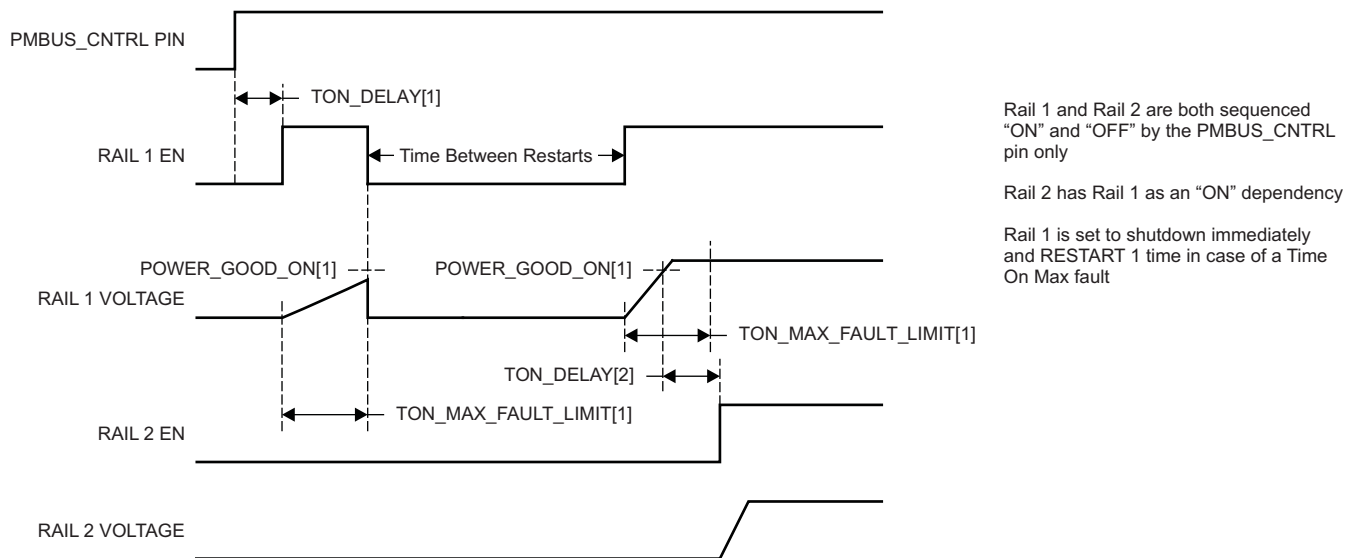 PMBUS_CNTRL PIN
TON_DELAY[1]
RAIL 1 EN
Time Between Restarts
POWER_GOOD_ON[1]
POWER_GOOD_ON[1]
RAIL 1 VOLTAGE
TON_MAX_FAULT_LIMIT[1]
TON_DELAY[2]
TON_MAX_FAULT_LIMIT[1]
RAIL 2 EN
RAIL 2 VOLTAGE
Rail 1 and Rail 2 are both sequenced
“ON” and “OFF” by the PMBUS_CNTRL
pin only
Rail 2 has Rail 1 as an “ON” dependency
Rail 1 is set to shutdown immediately
and RESTART 1 time in case of a Time
On Max fault